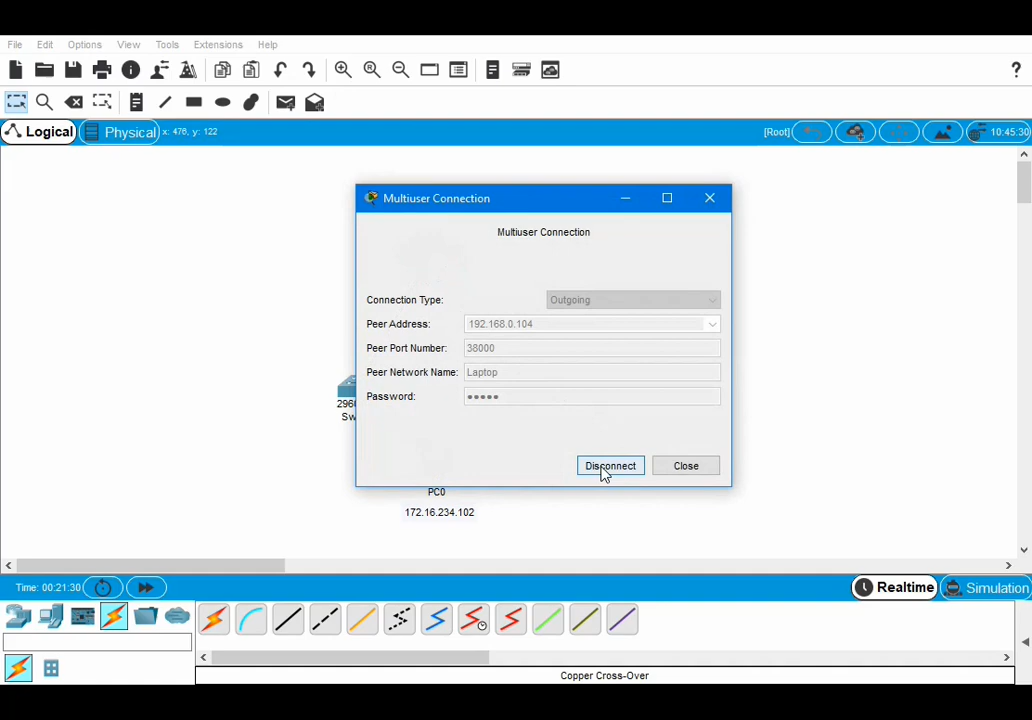 File Edit Options View Tools Extensions Help
Logical Physical x: 476, y: 122 [Root] 10:45:30
Multiuser Connection
Multiuser Connection
Connection Type: Outgoing
Peer Address: 192.168.0.104
Peer Port Number: 38000
Peer Network Name: Laptop
Password: •••••
296
Sw
Disconnect Close
PC0
172.16.234.102
Time: 00:21:30 Realtime Simulation
Copper Cross-Over